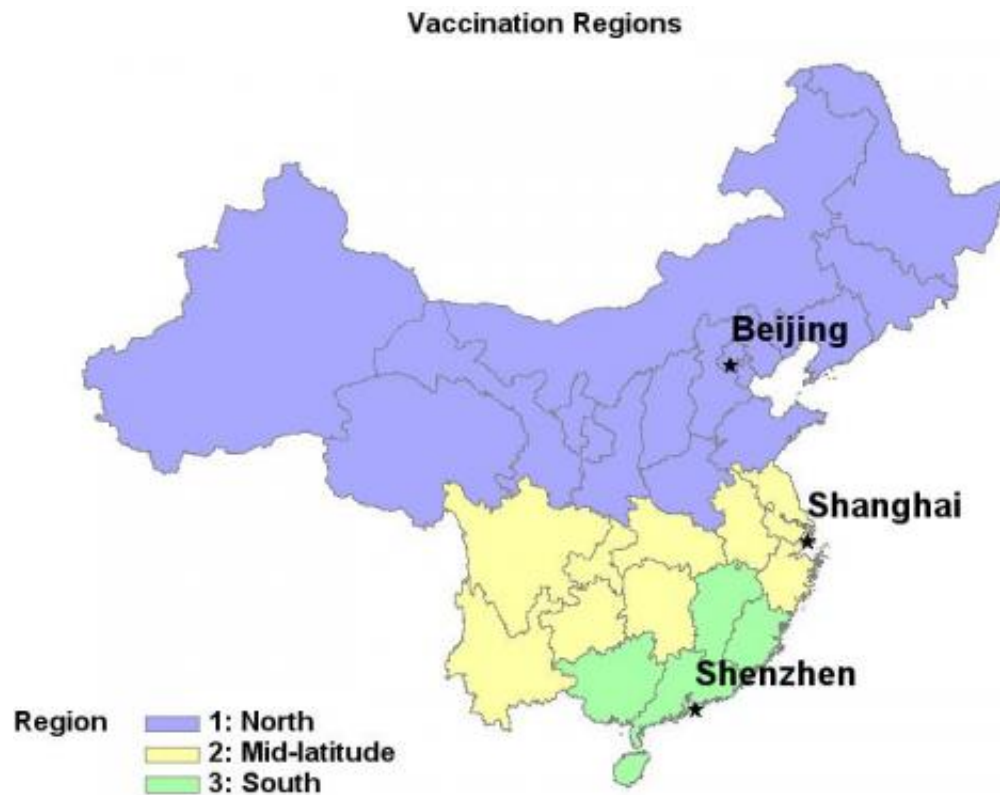 Vaccination Regions
Beijing
Shanghai
Shenzhen
Region
1: North
2: Mid-latitude
3: South